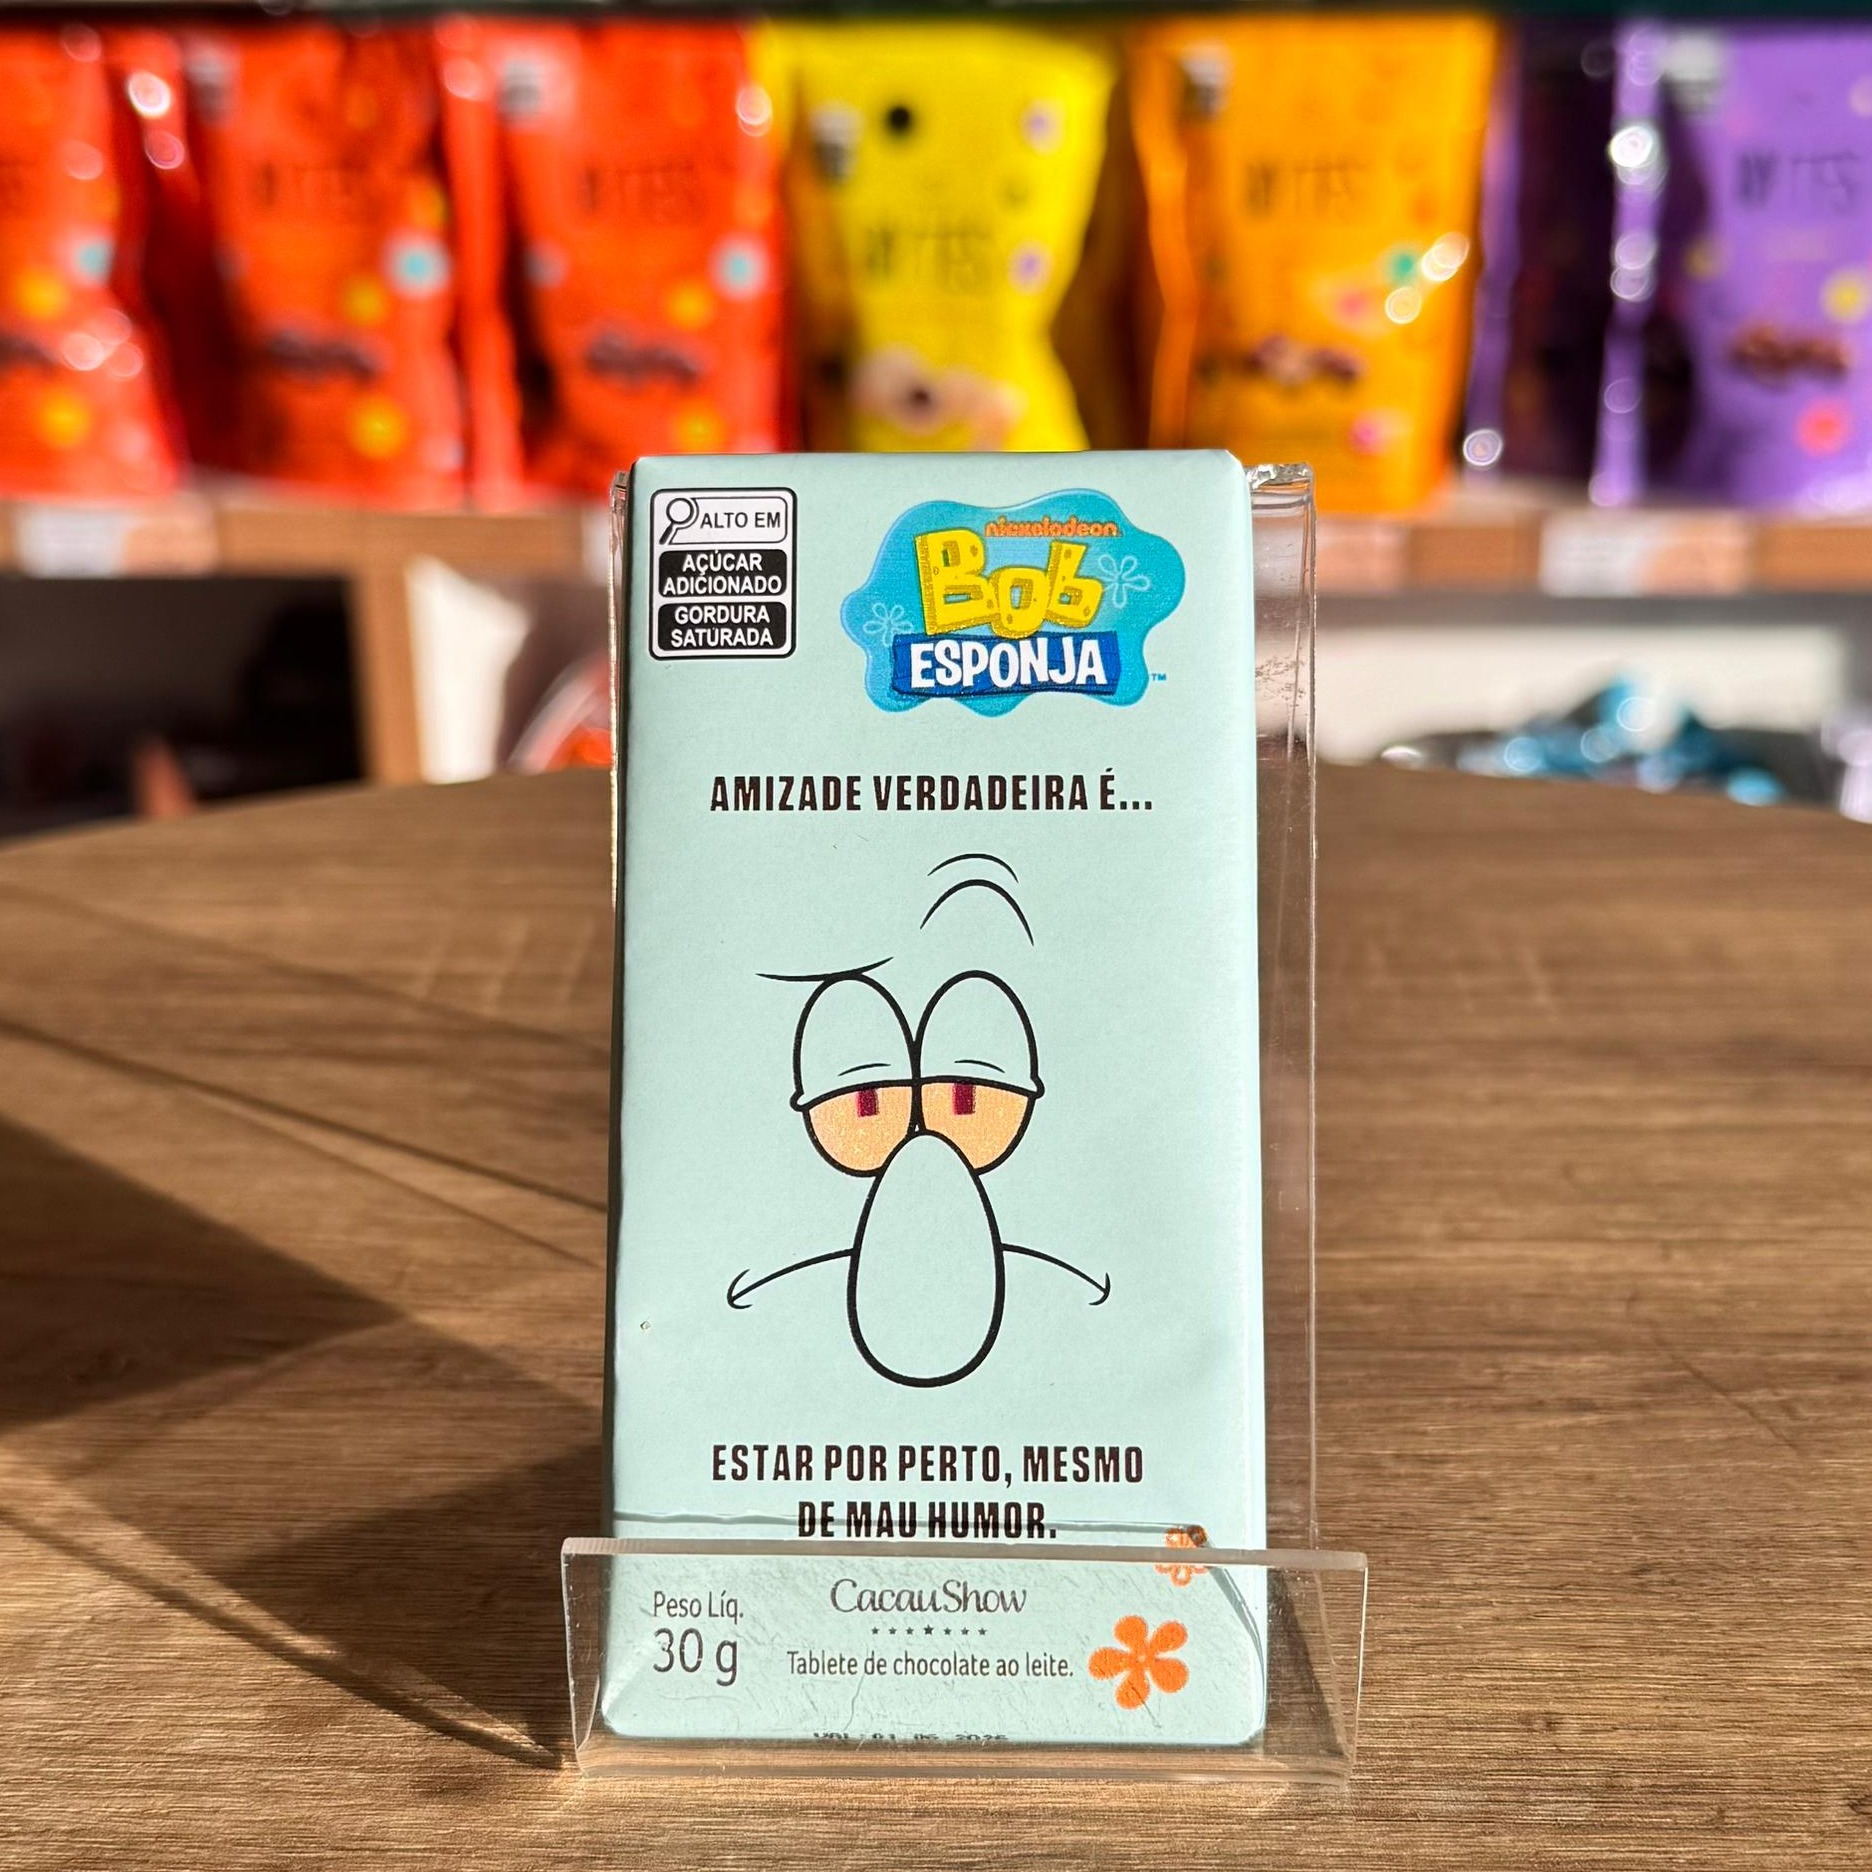 ALTO EM
AÇÚCAR
ADICIONADO
GORDURA
SATURADA
nickelodeon
Bob
ESPONJA
TM
AMIZADE VERDADEIRA É...
ESTAR POR PERTO, MESMO
DE MAU HUMOR.
CacauShow
Peso Líq.
30 g
Tablete de chocolate ao leite.